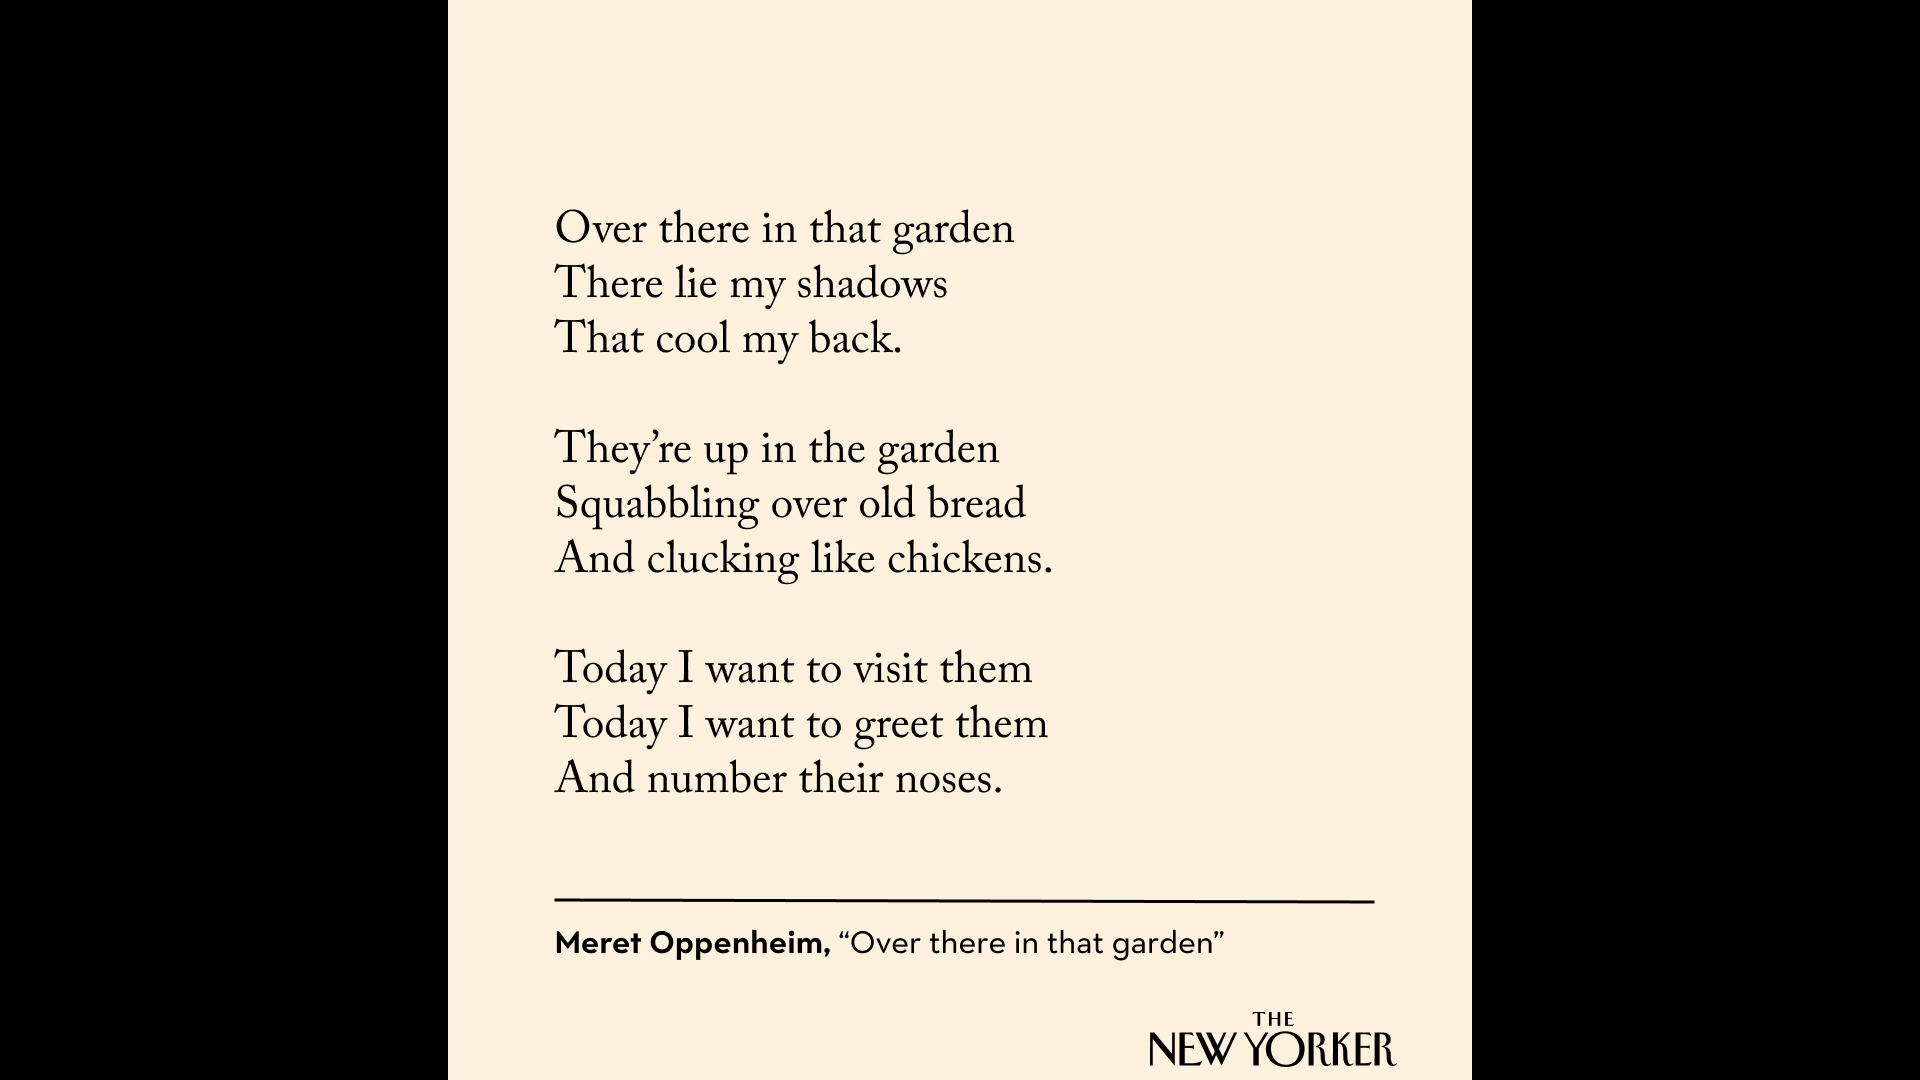 Over there in that garden
There lie my shadows
That cool my back.
They’re up in the garden
Squabbling over old bread
And clucking like chickens.
Today I want to visit them
Today I want to greet them
And number their noses.
Meret Oppenheim, “Over there in that garden”
THE
NEW YORKER